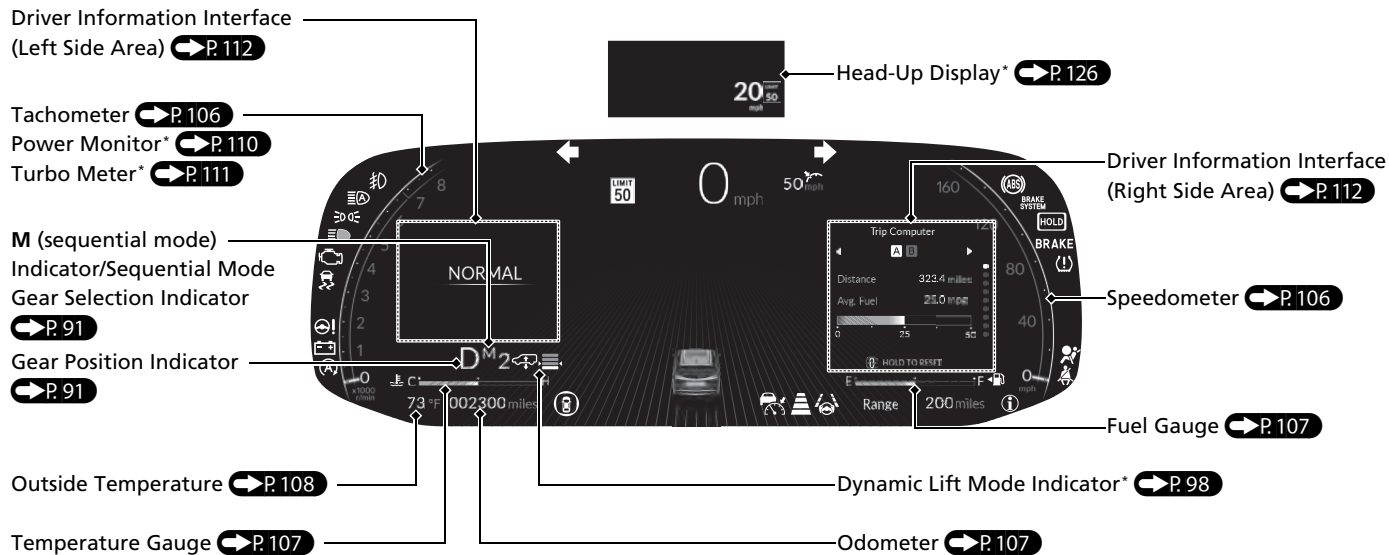 Driver Information Interface
(Left Side Area) P. 112
Tachometer P. 106
Power Monitor* P. 110
Turbo Meter* P. 111
M (sequential mode)
Indicator/Sequential Mode
Gear Selection Indicator
P. 91
Gear Position Indicator
P. 91
Outside Temperature P. 108
Temperature Gauge P. 107
20 LIMIT 50
mph
Head-Up Display* P. 126
Driver Information Interface
(Right Side Area) P. 112
Speedometer P. 106
Fuel Gauge P. 107
Dynamic Lift Mode Indicator* P. 98
Odometer P. 107
LIMIT
50
0 mph
50 mph
8
7
5
4
3
2
1
0
x1000
r/min
A
NORMAL
D M 2
C H
73 °F 002300 miles
160
120
80
40
0
mph
Trip Computer
A B
Distance 323.4 miles
Avg. Fuel 25.0 mpg
0 25 50
HOLD TO RESET
E F
Range 200 miles
ABS
BRAKE
SYSTEM
HOLD
BRAKE
(!)
!
A
i